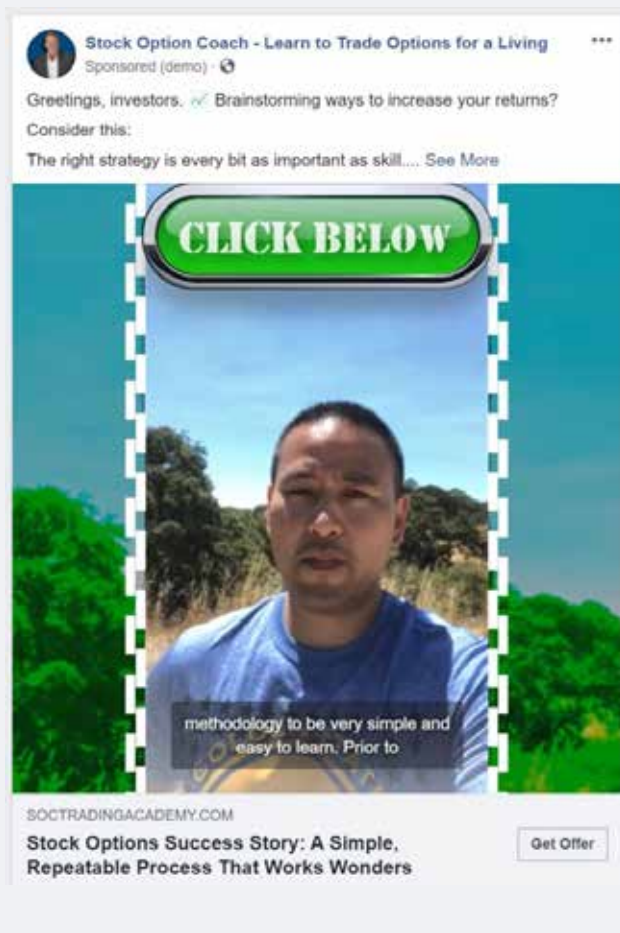 Stock Option Coach - Learn to Trade Options for a Living
Sponsored (demo) ·
Greetings, investors. Brainstorming ways to increase your returns?
Consider this:
The right strategy is every bit as important as skill.... See More
CLICK BELOW
methodology to be very simple and
easy to learn. Prior to
SOCTRADINGACADEMY.COM
Stock Options Success Story: A Simple,
Repeatable Process That Works Wonders
Get Offer